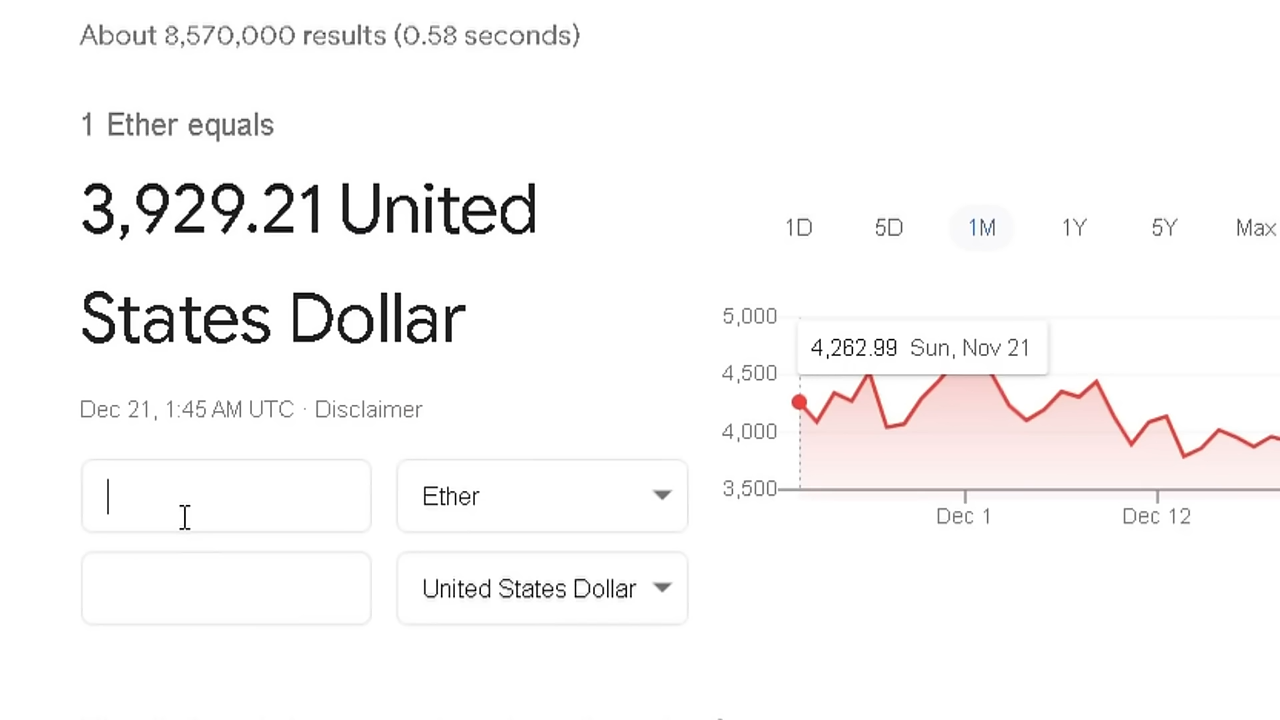 About 8,570,000 results (0.58 seconds)
1 Ether equals
3,929.21 United
States Dollar
Dec 21, 1:45 AM UTC · Disclaimer
Ether
United States Dollar
1D 5D 1M 1Y 5Y Max
5,000
4,262.99 Sun, Nov 21
4,500
4,000
3,500
Dec 1 Dec 12